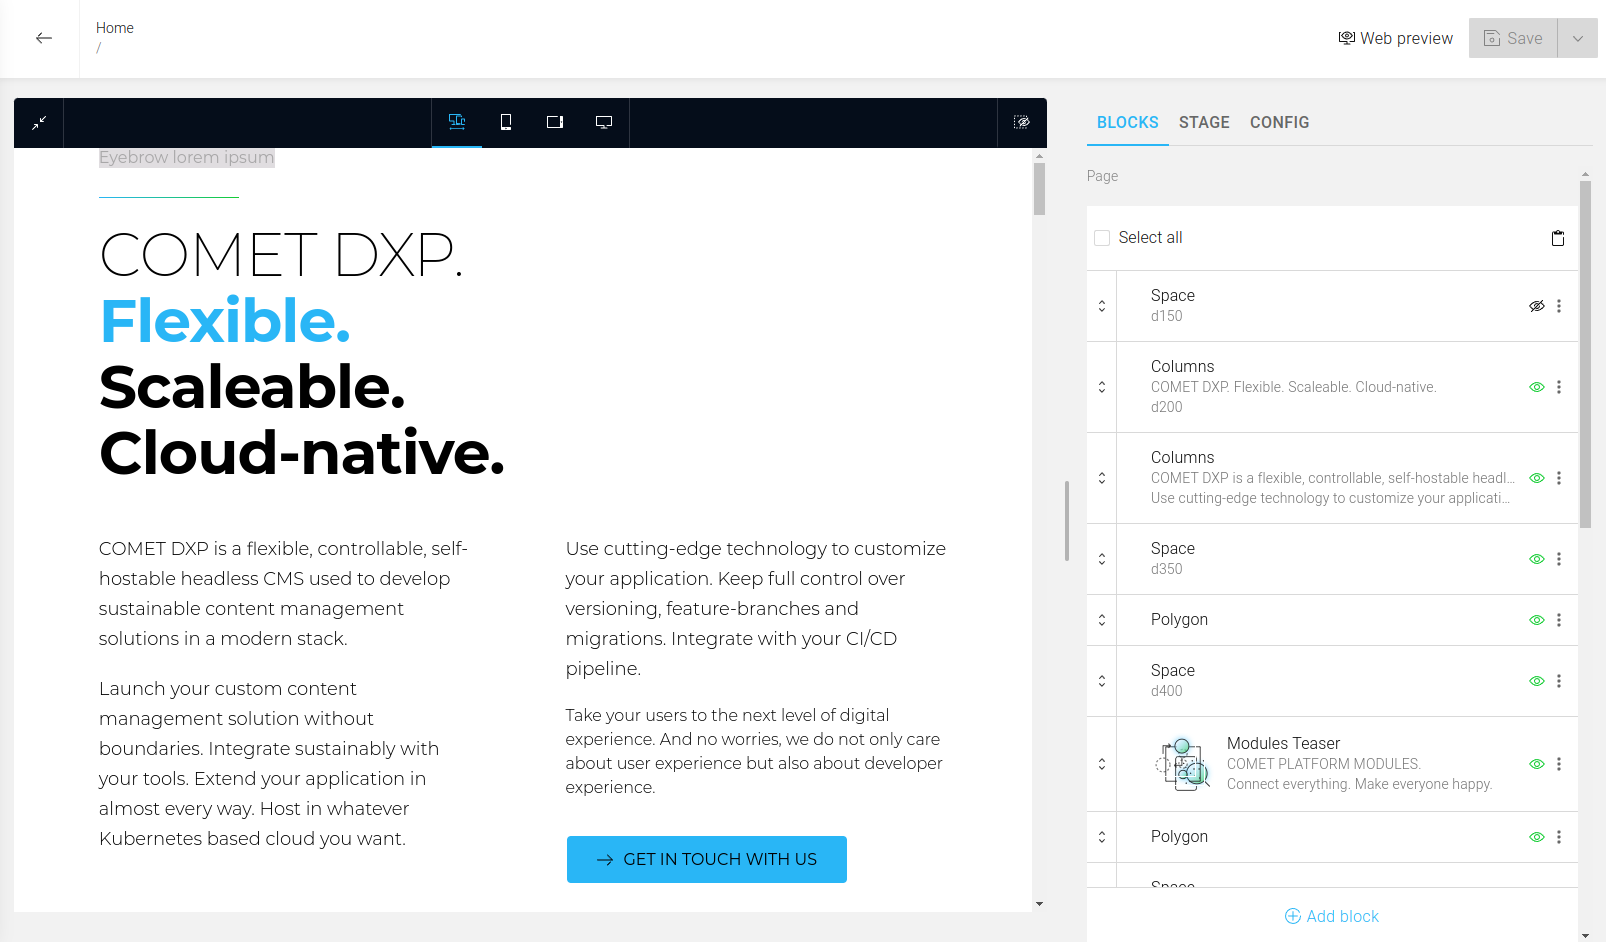 Home
/
Web preview
Save
Eyebrow lorem ipsum
COMET DXP.
Flexible.
Scaleable.
Cloud-native.
COMET DXP is a flexible, controllable, self-
hostable headless CMS used to develop
sustainable content management
solutions in a modern stack.
Launch your custom content
management solution without
boundaries. Integrate sustainably with
your tools. Extend your application in
almost every way. Host in whatever
Kubernetes based cloud you want.
Use cutting-edge technology to customize
your application. Keep full control over
versioning, feature-branches and
migrations. Integrate with your CI/CD
pipeline.
Take your users to the next level of digital
experience. And no worries, we do not only care
about user experience but also about developer
experience.
GET IN TOUCH WITH US
BLOCKS STAGE CONFIG
Page
Select all
Space
d150
Columns
COMET DXP. Flexible. Scaleable. Cloud-native.
d200
Columns
COMET DXP is a flexible, controllable, self-hostable headl...
Use cutting-edge technology to customize your applicati...
Space
d350
Polygon
Space
d400
Modules Teaser
COMET PLATFORM MODULES.
Connect everything. Make everyone happy.
Polygon
Space
Add block